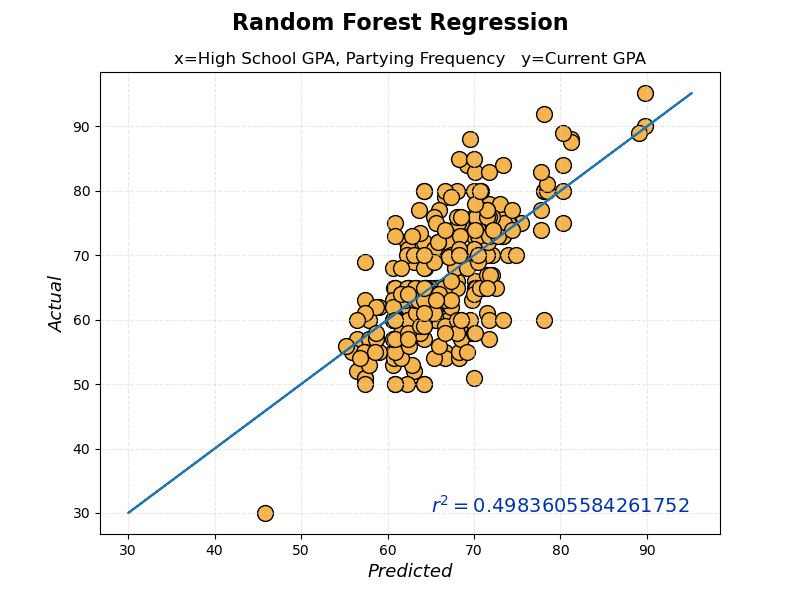 Random Forest Regression
x=High School GPA, Partying Frequency   y=Current GPA
Actual
90
80
70
60
50
40
30
r² = 0.4983605584261752
30 40 50 60 70 80 90
Predicted